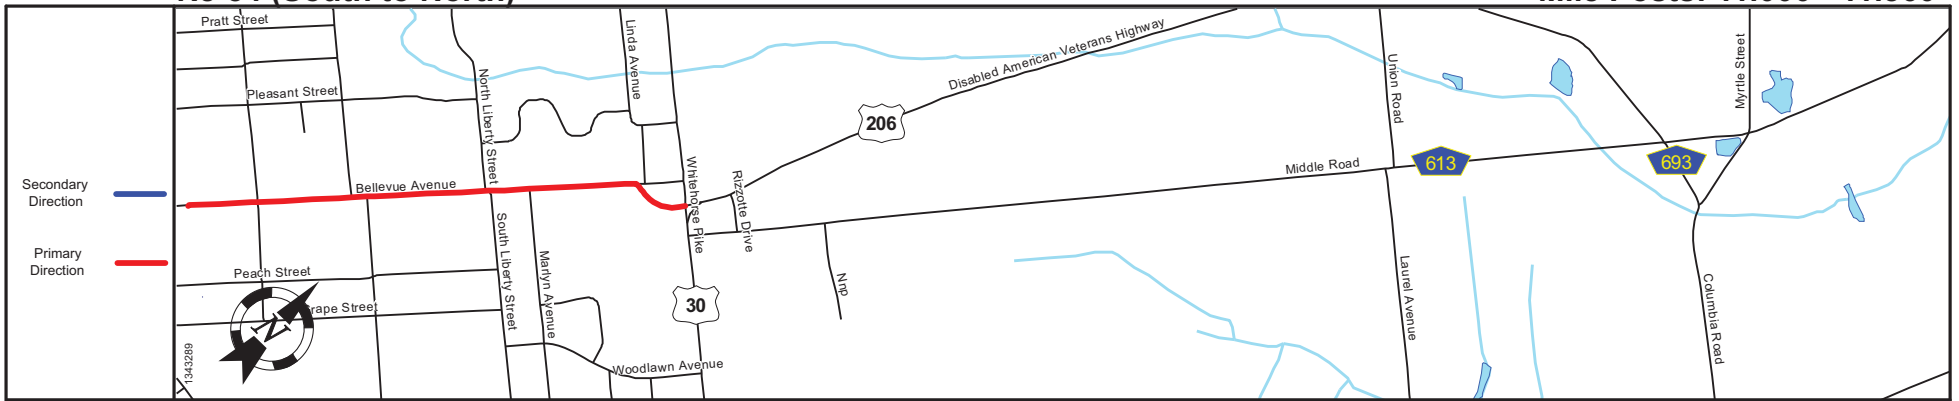 Pratt Street
Pleasant Street
North Liberty Street
Linda Avenue
Disabled American Veterans Highway
206
Union Road
Myrtle Street
Secondary
Direction
Bellevue Avenue
Whitehorse Pike
Rizzotte Drive
Middle Road
613
693
Primary
Direction
Peach Street
South Liberty Street
Marlyn Avenue
30
Nnp
Laurel Avenue
Columbia Road
N
Woodlawn Avenue
1343289